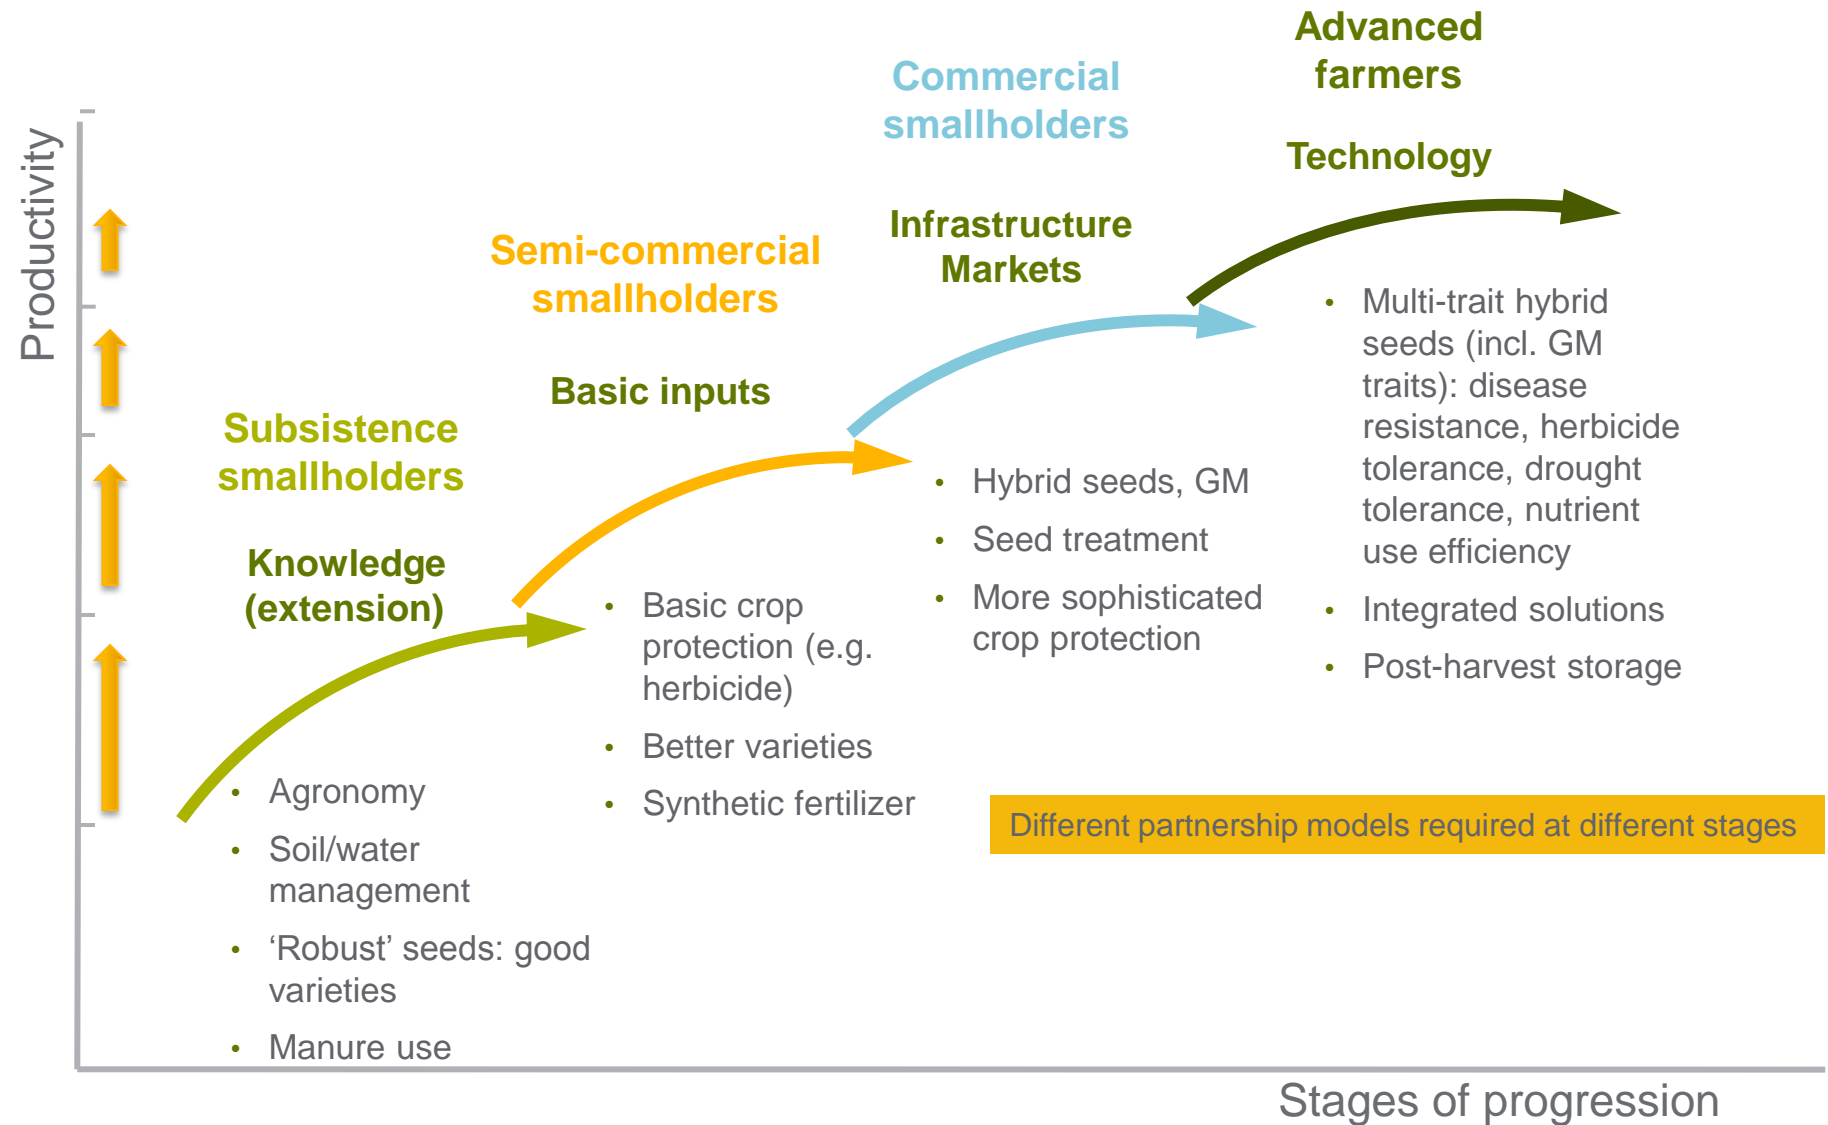 Productivity
Subsistence
smallholders
Knowledge
(extension)
• Agronomy
• Soil/water
management
• ‘Robust’ seeds: good
varieties
• Manure use
Semi-commercial
smallholders
Basic inputs
• Basic crop
protection (e.g.
herbicide)
• Better varieties
• Synthetic fertilizer
Commercial
smallholders
Infrastructure
Markets
• Hybrid seeds, GM
• Seed treatment
• More sophisticated
crop protection
Advanced
farmers
Technology
• Multi-trait hybrid
seeds (incl. GM
traits): disease
resistance, herbicide
tolerance, drought
tolerance, nutrient
use efficiency
• Integrated solutions
• Post-harvest storage
Different partnership models required at different stages
Stages of progression